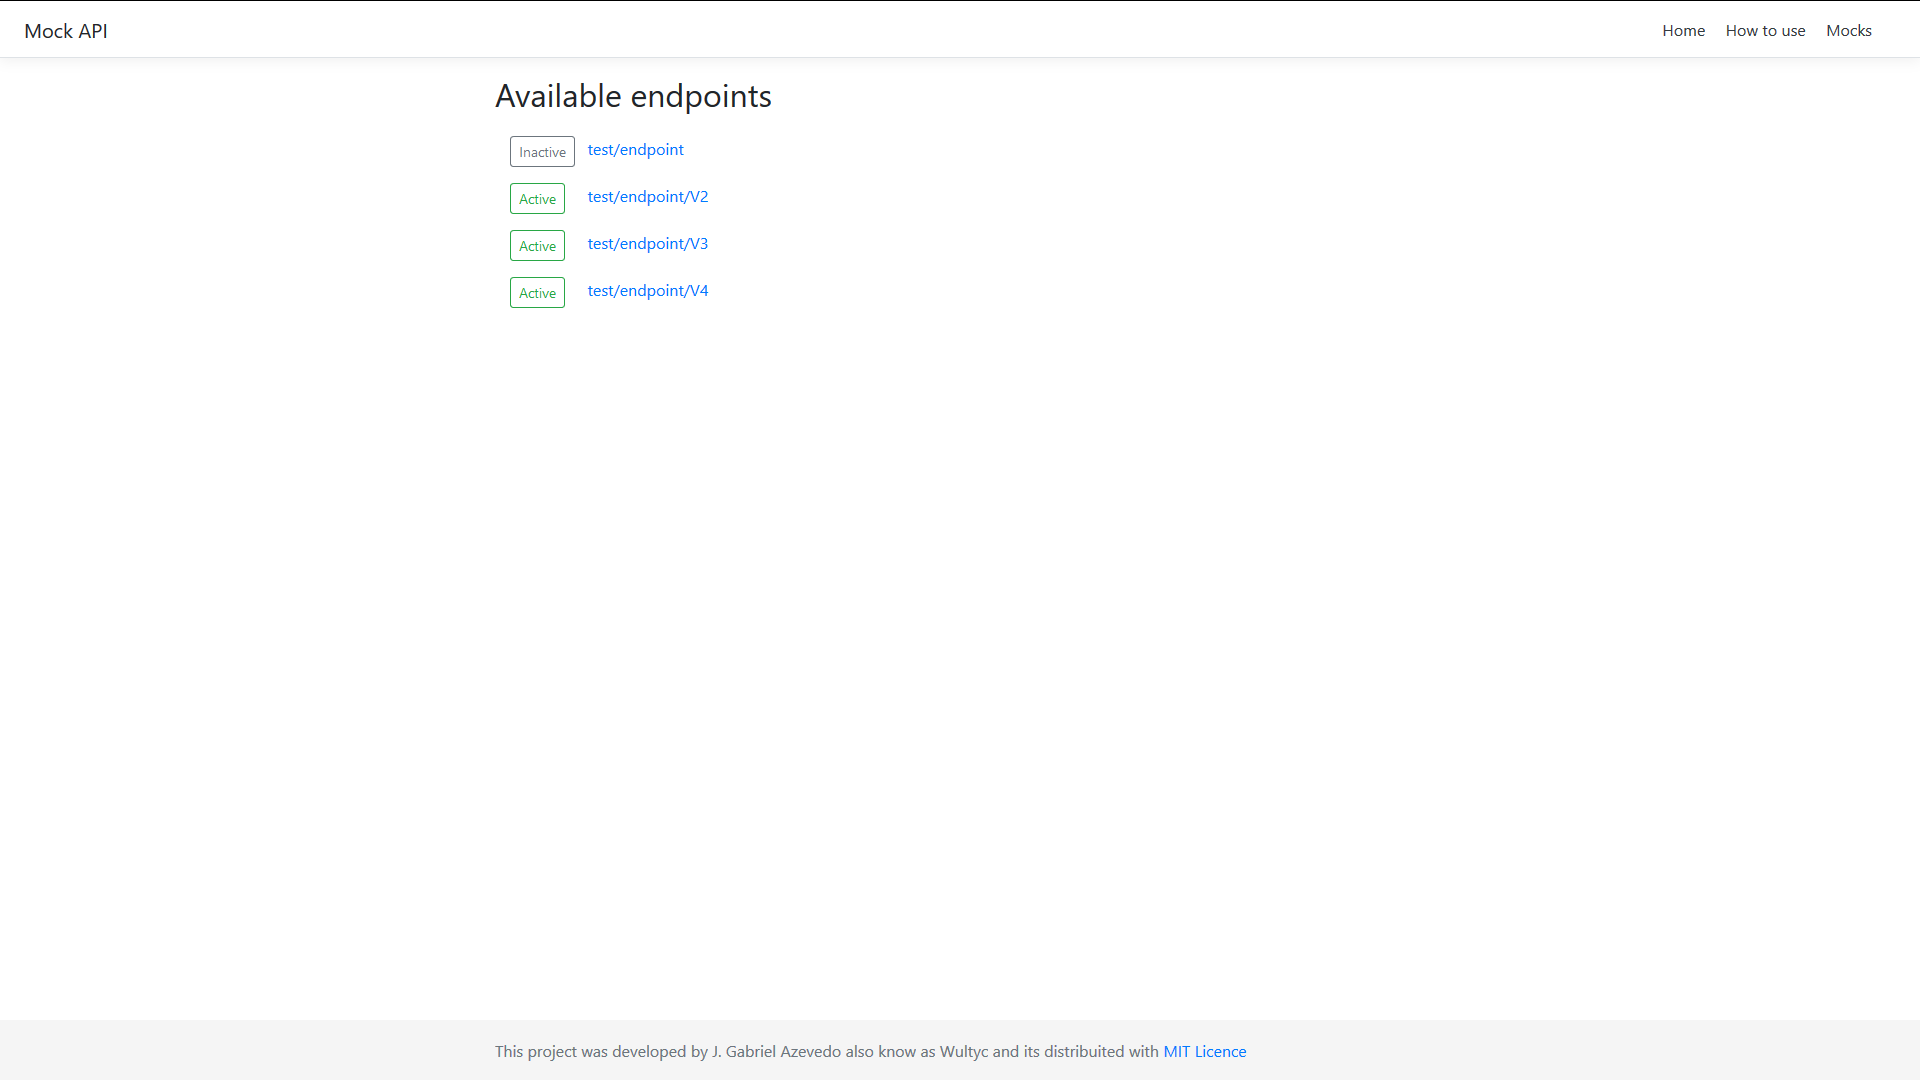 Mock API
Home How to use Mocks
Available endpoints
Inactive test/endpoint
Active test/endpoint/V2
Active test/endpoint/V3
Active test/endpoint/V4
This project was developed by J. Gabriel Azevedo also know as Wultyc and its distribuited with MIT Licence